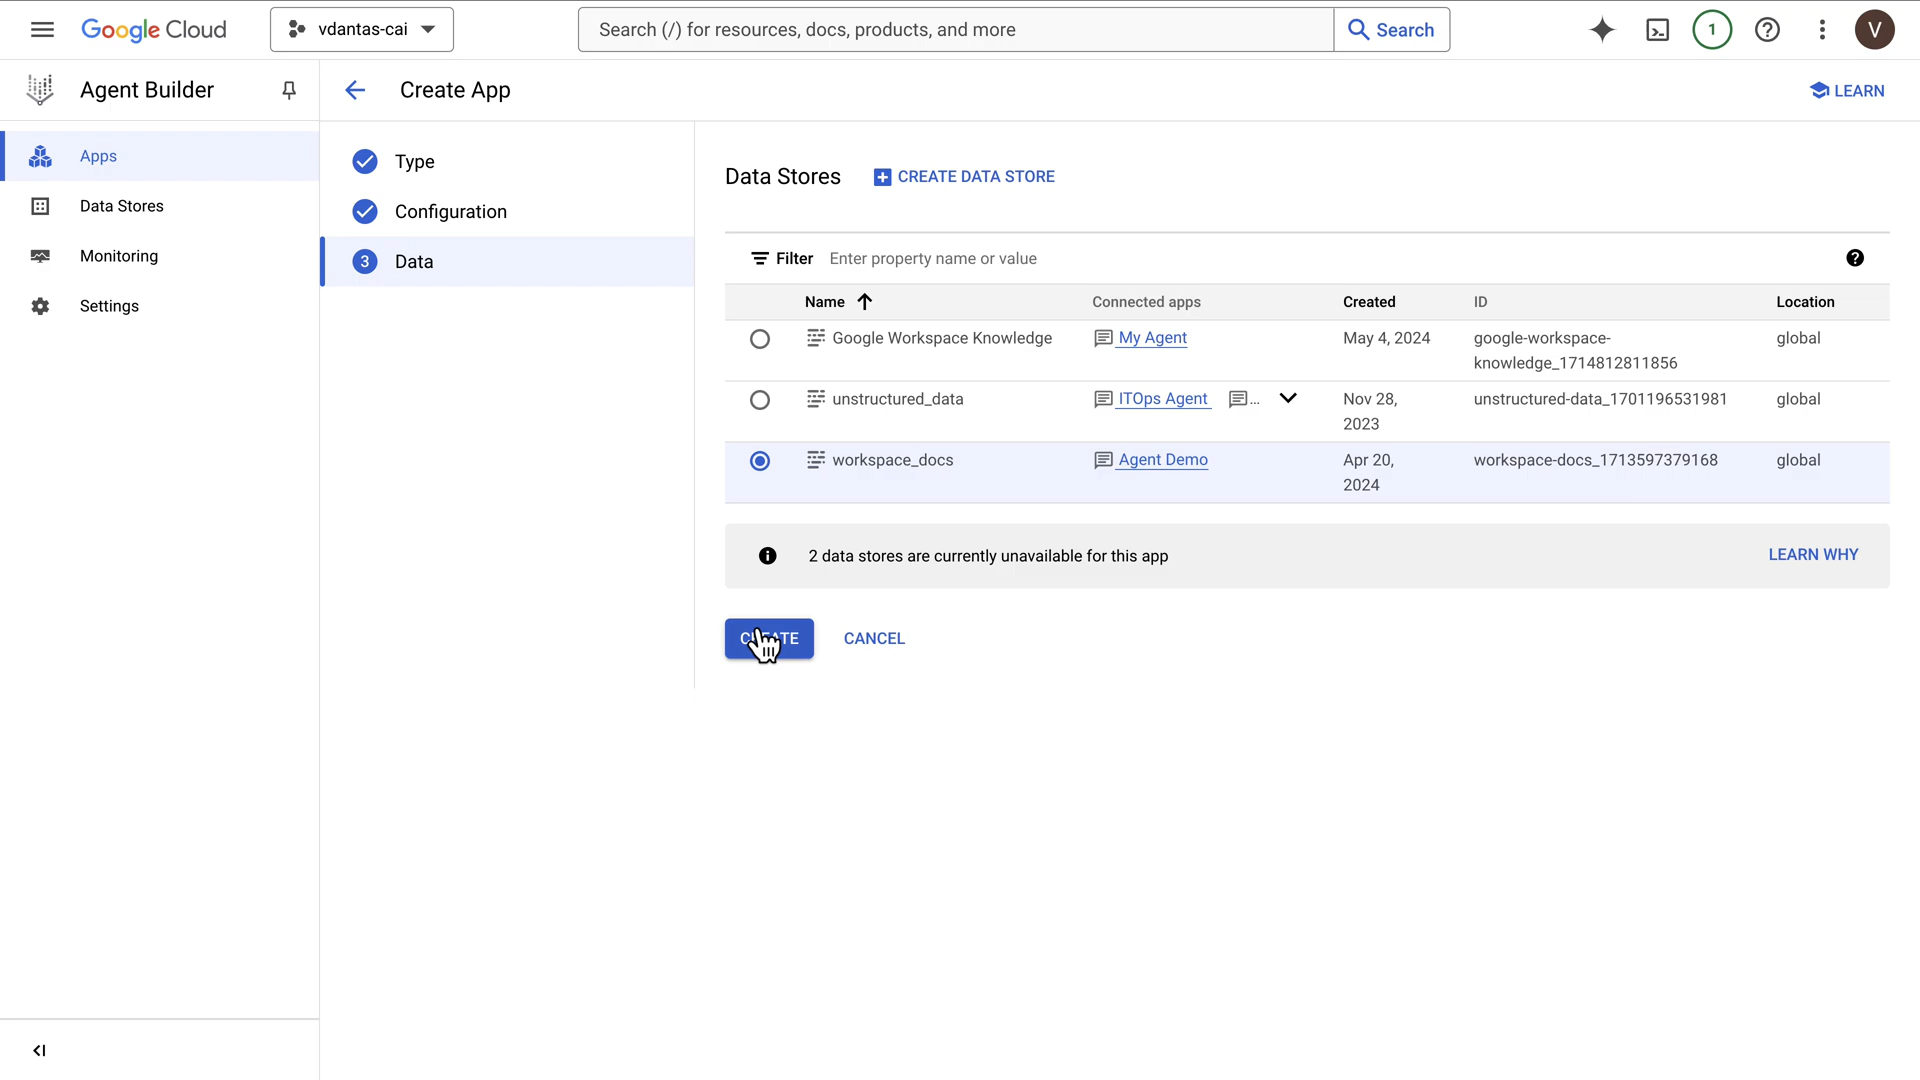 Google Cloud
vdantas-cai
Search (/) for resources, docs, products, and more
Search
1
V
Agent Builder
Create App
LEARN
Apps
Data Stores
Monitoring
Settings
Type
Configuration
3 Data
Data Stores
CREATE DATA STORE
Filter Enter property name or value
Name Connected apps Created ID Location
Google Workspace Knowledge My Agent May 4, 2024 google-workspace- global
knowledge_1714812811856
unstructured_data ITOps Agent ... Nov 28, unstructured-data_1701196531981 global
2023
workspace_docs Agent Demo Apr 20, workspace-docs_1713597379168 global
2024
2 data stores are currently unavailable for this app
LEARN WHY
CANCEL